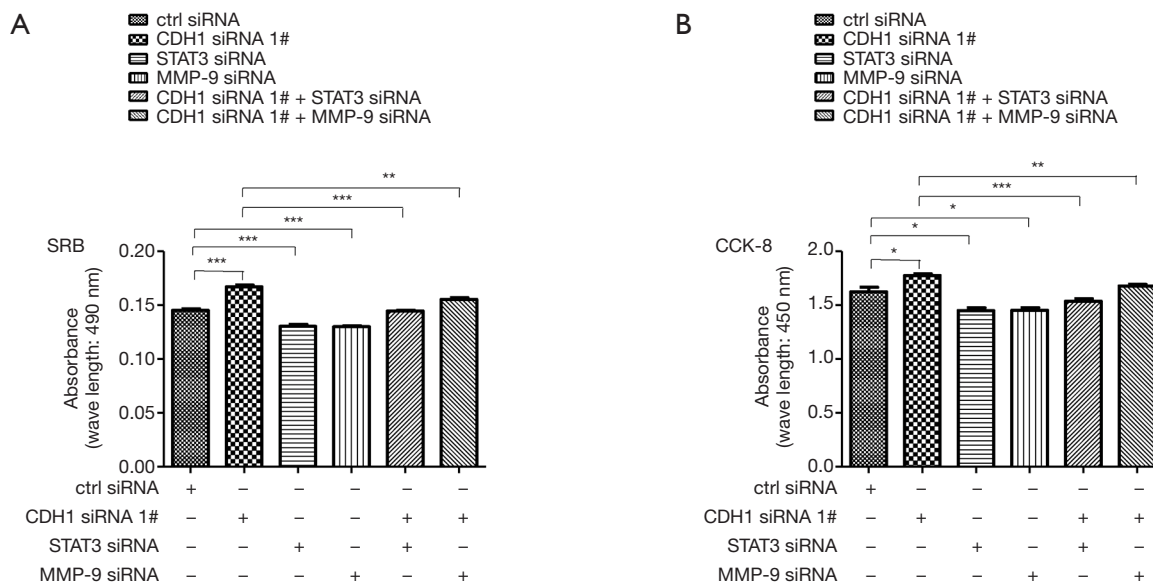 A
ctrl siRNA
CDH1 siRNA 1#
STAT3 siRNA
MMP-9 siRNA
CDH1 siRNA 1# + STAT3 siRNA
CDH1 siRNA 1# + MMP-9 siRNA
**
***
***
***
***
SRB
Absorbance
(wave length: 490 nm)
0.20
0.15
0.10
0.05
0.00
ctrl siRNA + – – – – –
CDH1 siRNA 1# – + – – + +
STAT3 siRNA – – + – + –
MMP-9 siRNA – – – + – +
B
ctrl siRNA
CDH1 siRNA 1#
STAT3 siRNA
MMP-9 siRNA
CDH1 siRNA 1# + STAT3 siRNA
CDH1 siRNA 1# + MMP-9 siRNA
**
***
*
*
*
CCK-8
Absorbance
(wave length: 450 nm)
2.0
1.5
1.0
0.5
0.0
ctrl siRNA + – – – – –
CDH1 siRNA 1# – + – – + +
STAT3 siRNA – – + – + –
MMP-9 siRNA – – – + – +